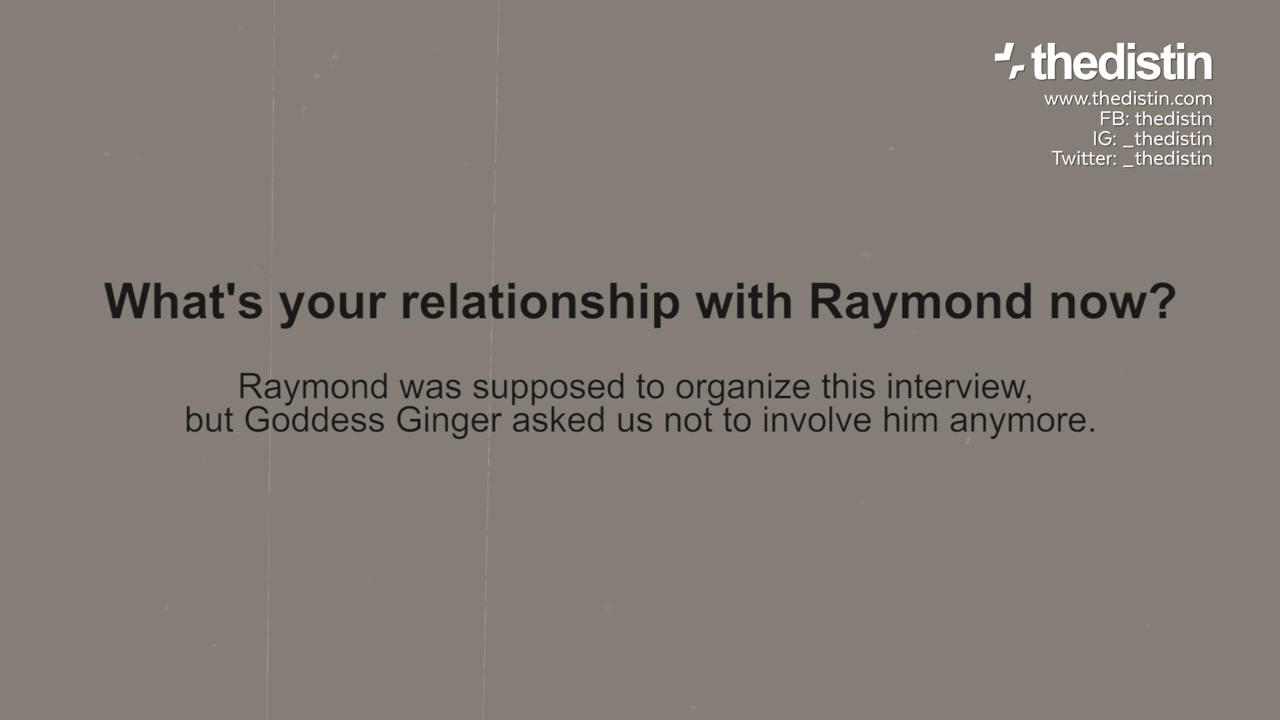 thedistin
www.thedistin.com
FB: thedistin
IG: _thedistin
Twitter: _thedistin
What's your relationship with Raymond now?
Raymond was supposed to organize this interview,
but Goddess Ginger asked us not to involve him anymore.